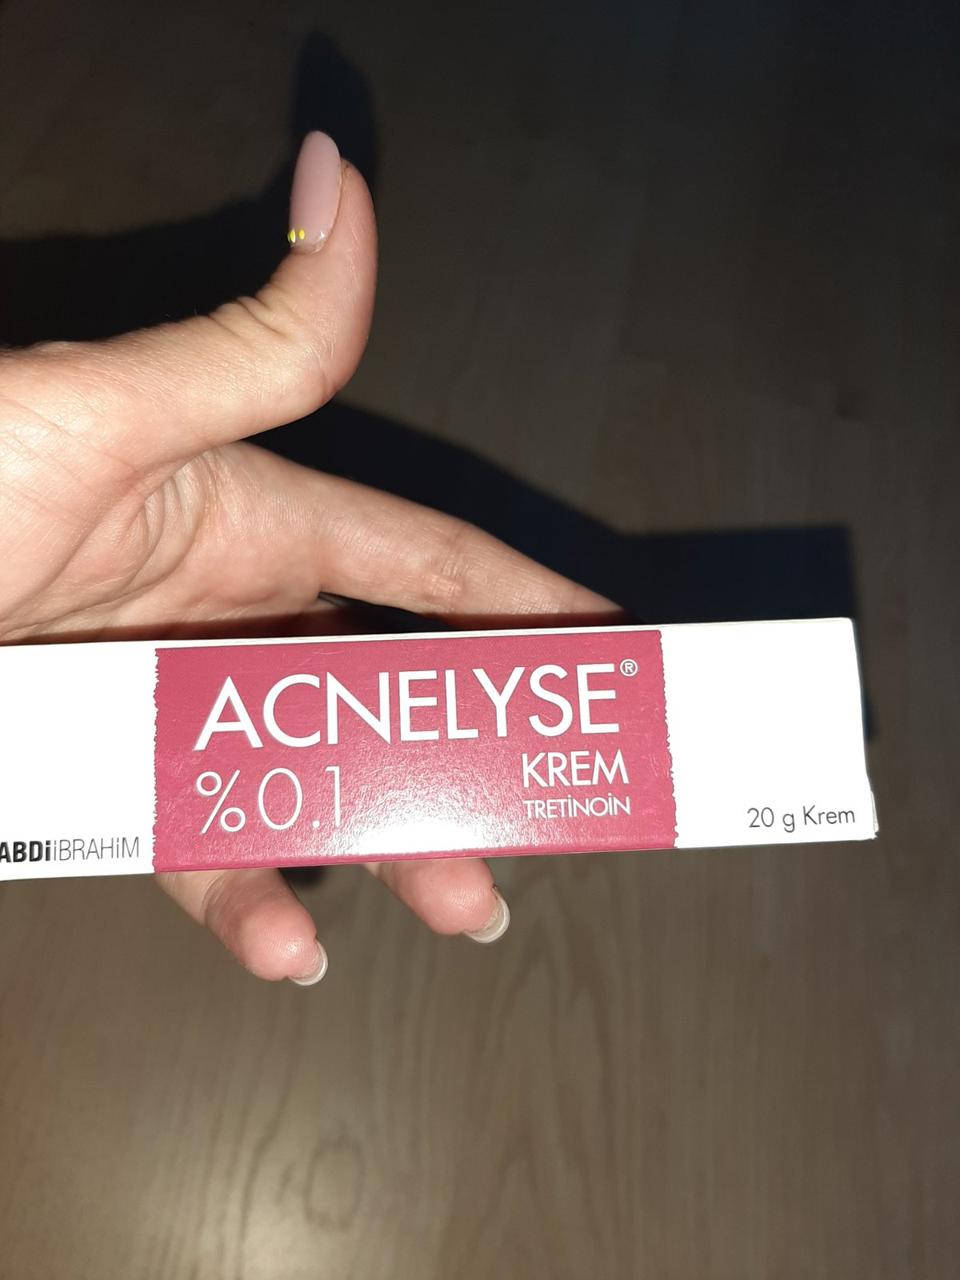 ACNELYSE®
%0.1
KREM
TRETİNOİN
20 g Krem
ABDİ İBRAHİM